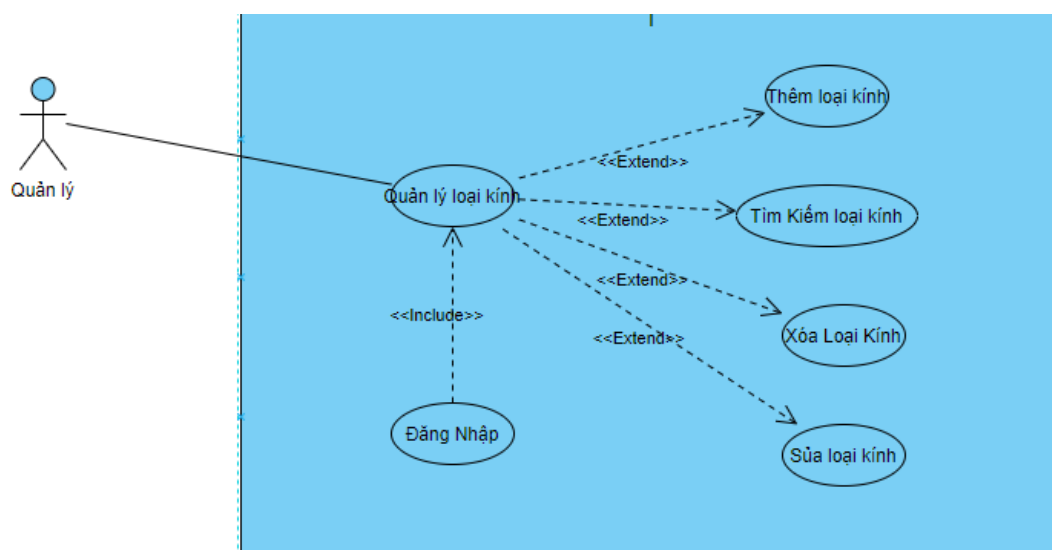 Thêm loại kính
<<Extend>>
Quản lý
Quản lý loại kính
Tìm Kiếm loại kính
<<Extend>>
<<Extend>>
<<Include>>
<<Extend>>
Xóa Loại Kính
Đăng Nhập
Sủa loại kính